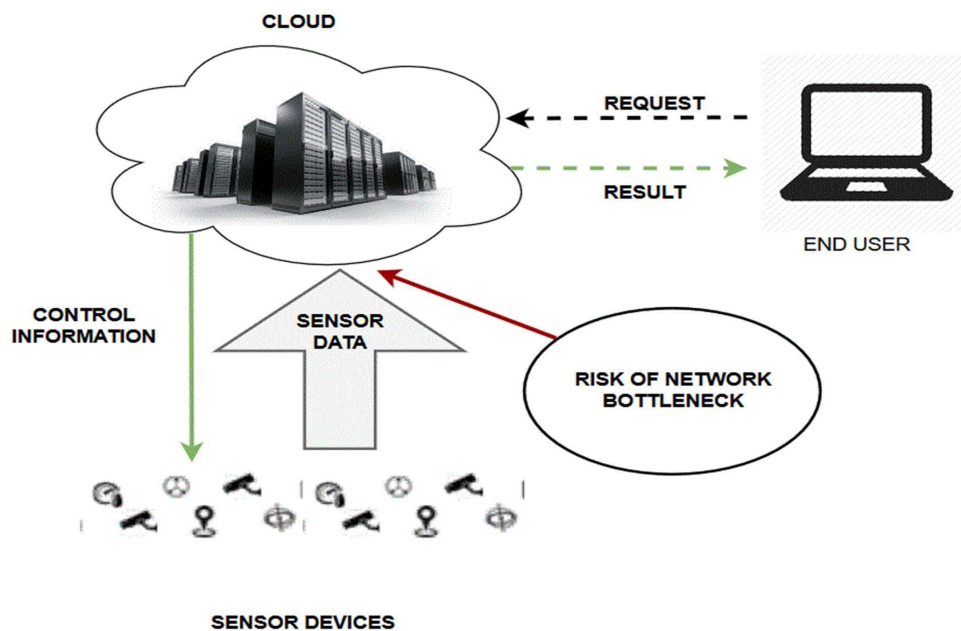 CLOUD
REQUEST
RESULT
END USER
CONTROL
INFORMATION
SENSOR
DATA
RISK OF NETWORK
BOTTLENECK
SENSOR DEVICES